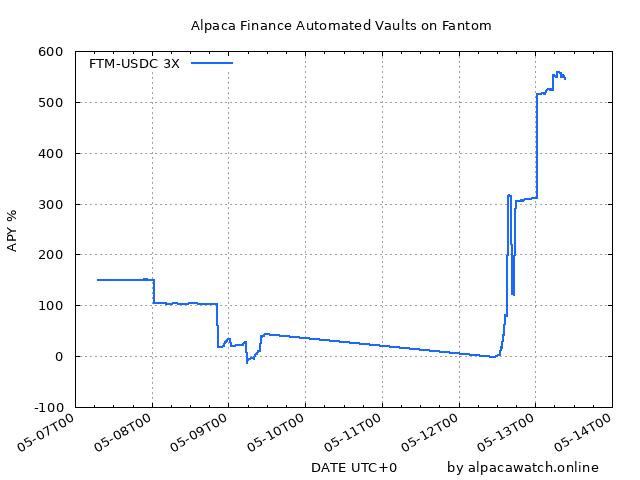 Alpaca Finance Automated Vaults on Fantom
600
FTM-USDC 3X
500
400
300
APY %
200
100
0
-100
05-07T00 05-08T00 05-09T00 05-10T00 05-11T00 05-12T00 05-13T00 05-14T00
DATE UTC+0 by alpacawatch.online